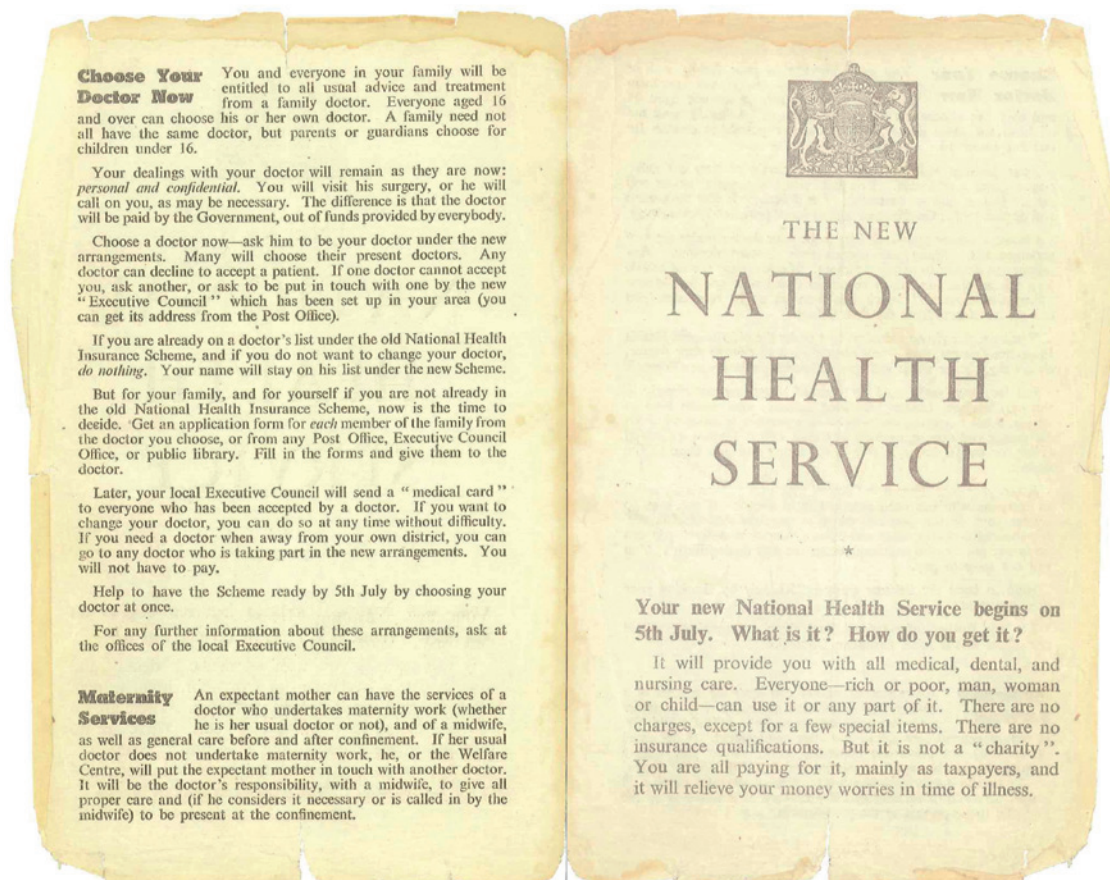 Choose Your Doctor Now
You and everyone in your family will be
entitled to all usual advice and treatment
from a family doctor. Everyone aged 16
and over can choose his or her own doctor. A family need not
all have the same doctor, but parents or guardians choose for
children under 16.
Your dealings with your doctor will remain as they are now:
personal and confidential. You will visit his surgery, or he will
call on you, as may be necessary. The difference is that the doctor
will be paid by the Government, out of funds provided by everybody.
Choose a doctor now—ask him to be your doctor under the new
arrangements. Many will choose their present doctors. Any
doctor can decline to accept a patient. If one doctor cannot accept
you, ask another, or ask to be put in touch with one by the new
"Executive Council" which has been set up in your area (you
can get its address from the Post Office).
If you are already on a doctor's list under the old National Health
Insurance Scheme, and if you do not want to change your doctor,
do nothing. Your name will stay on his list under the new Scheme.
But for your family, and for yourself if you are not already in
the old National Health Insurance Scheme, now is the time to
decide. Get an application form for each member of the family from
the doctor you choose, or from any Post Office, Executive Council
Office, or public library. Fill in the forms and give them to the
doctor.
Later, your local Executive Council will send a "medical card"
to everyone who has been accepted by a doctor. If you want to
change your doctor, you can do so at any time without difficulty.
If you need a doctor when away from your own district, you can
go to any doctor who is taking part in the new arrangements. You
will not have to pay.
Help to have the Scheme ready by 5th July by choosing your
doctor at once.
For any further information about these arrangements, ask at
the offices of the local Executive Council.
Maternity Services
An expectant mother can have the services of a
doctor who undertakes maternity work (whether
he is her usual doctor or not), and of a midwife,
as well as general care before and after confinement. If her usual
doctor does not undertake maternity work, he, or the Welfare
Centre, will put the expectant mother in touch with another doctor.
It will be the doctor's responsibility, with a midwife, to give all
proper care and (if he considers it necessary or is called in by the
midwife) to be present at the confinement.
THE NEW
NATIONAL
HEALTH
SERVICE
*
Your new National Health Service begins on
5th July. What is it? How do you get it?
It will provide you with all medical, dental, and
nursing care. Everyone—rich or poor, man, woman
or child—can use it or any part of it. There are no
charges, except for a few special items. There are no
insurance qualifications. But it is not a "charity".
You are all paying for it, mainly as taxpayers, and
it will relieve your money worries in time of illness.